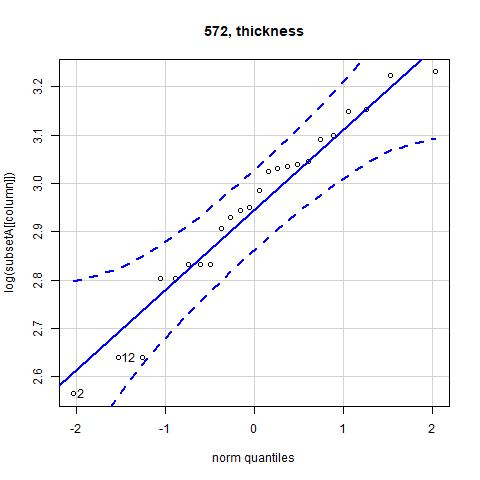 572, thickness
log(subsetA[[column]])
3.2
3.1
3.0
2.9
2.8
2.7
2.6
12
2
-2 -1 0 1 2
norm quantiles